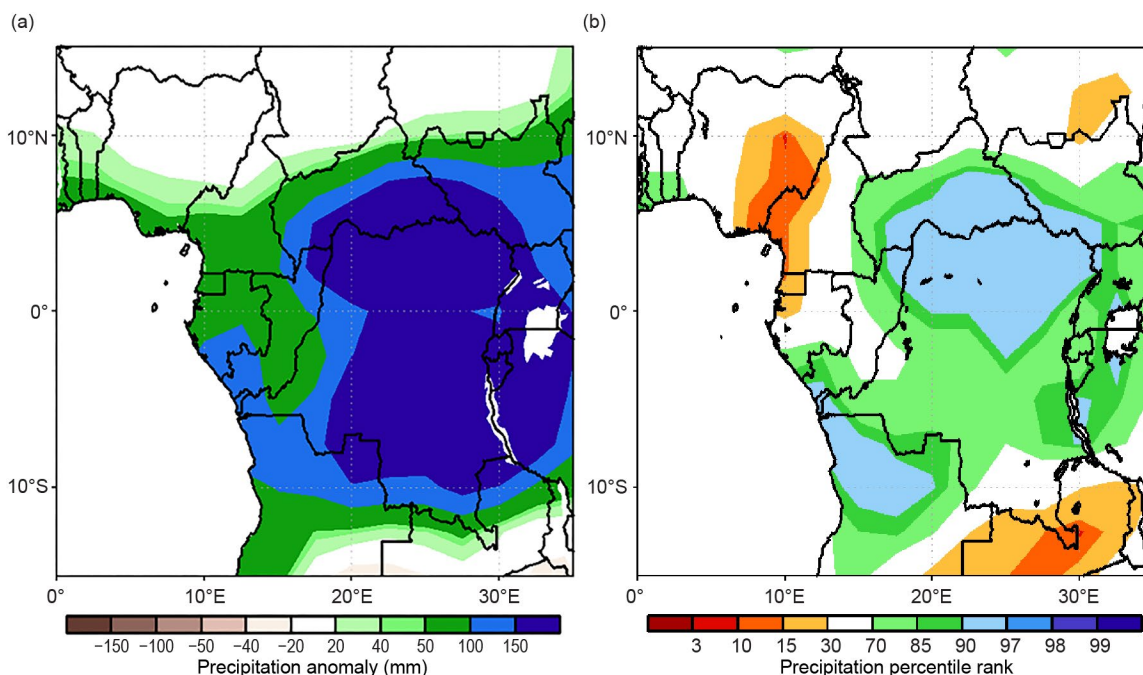 (a)
(b)
10°N
0°
10°S
0°
10°E
20°E
30°E
10°N
0°
10°S
0°
10°E
20°E
30°E
−150 −100 −50 −40 −20 20 40 50 100 150
Precipitation anomaly (mm)
3 10 15 30 70 85 90 97 98 99
Precipitation percentile rank